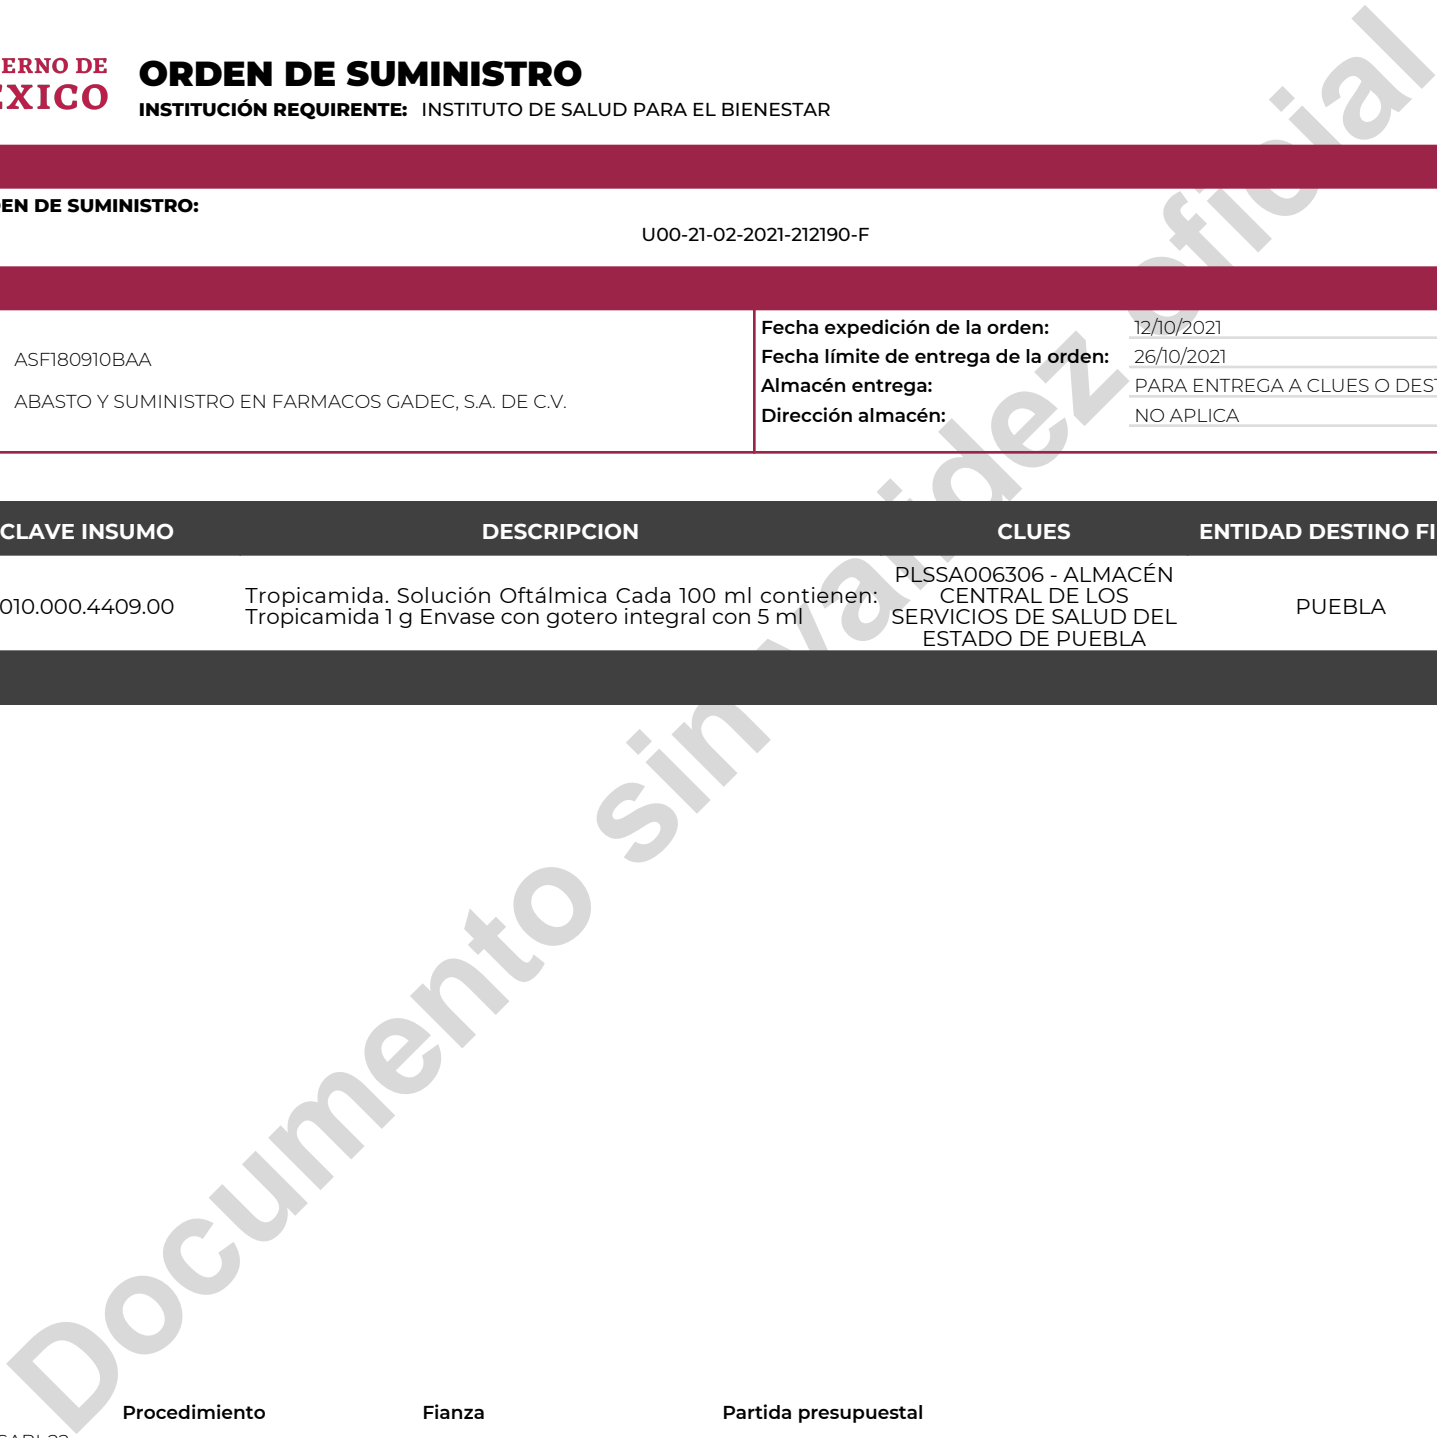 ERNO DE
ÉXICO
ORDEN DE SUMINISTRO
INSTITUCIÓN REQUIRENTE: INSTITUTO DE SALUD PARA EL BIENESTAR
EN DE SUMINISTRO:
U00-21-02-2021-212190-F
ASF180910BAA
ABASTO Y SUMINISTRO EN FARMACOS GADEC, S.A. DE C.V.
Fecha expedición de la orden: 12/10/2021
Fecha límite de entrega de la orden: 26/10/2021
Almacén entrega: PARA ENTREGA A CLUES O DEST
Dirección almacén: NO APLICA
CLAVE INSUMO DESCRIPCION CLUES ENTIDAD DESTINO FI
010.000.4409.00
Tropicamida. Solución Oftálmica Cada 100 ml contienen:
Tropicamida 1 g Envase con gotero integral con 5 ml
PLSSA006306 - ALMACÉN
CENTRAL DE LOS
SERVICIOS DE SALUD DEL
ESTADO DE PUEBLA
PUEBLA
Documento sin validez oficial
Procedimiento Fianza Partida presupuestal